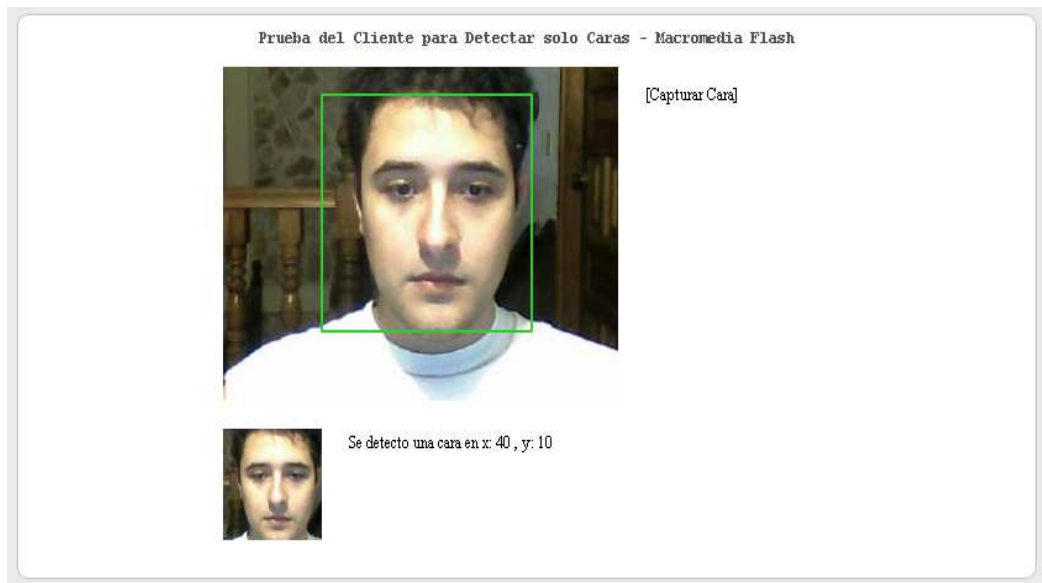 Prueba del Cliente para Detectar solo Caras - Macromedia Flash
[Capturar Cara]
Se detecto una cara en x: 40 , y: 10